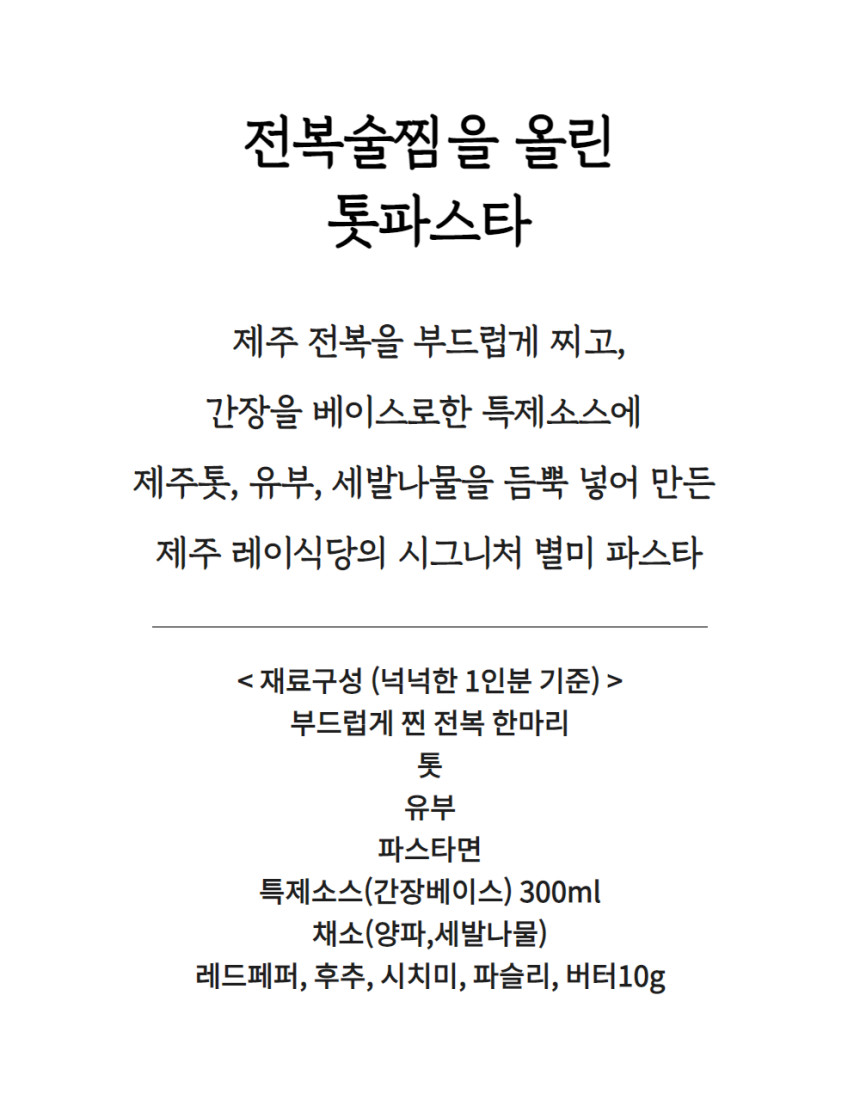 전복술찜을 올린
톳파스타
제주 전복을 부드럽게 찌고,
간장을 베이스로한 특제소스에
제주톳, 유부, 세발나물을 듬뿍 넣어 만든
제주 레이식당의 시그니처 별미 파스타
< 재료구성 (넉넉한 1인분 기준) >
부드럽게 찐 전복 한마리
톳
유부
파스타면
특제소스(간장베이스) 300ml
채소(양파,세발나물)
레드페퍼, 후추, 시치미, 파슬리, 버터10g